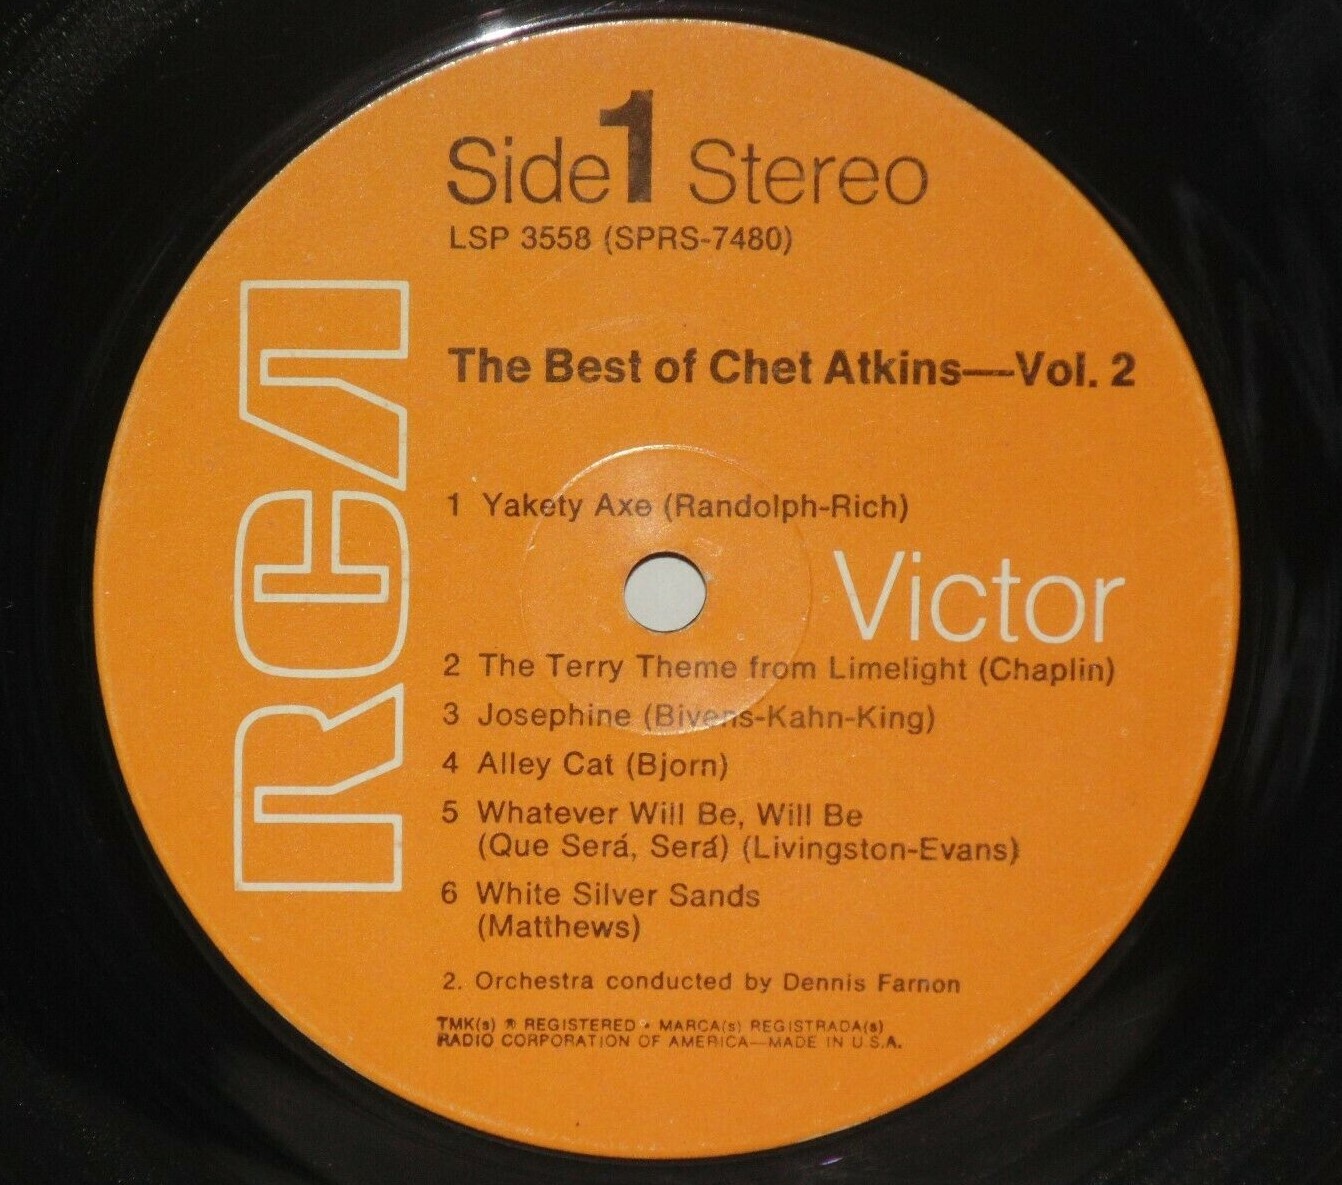 Side 1 Stereo
LSP 3558 (SPRS-7480)
RCA
The Best of Chet Atkins—Vol. 2
1 Yakety Axe (Randolph-Rich)
Victor
2 The Terry Theme from Limelight (Chaplin)
3 Josephine (Bivens-Kahn-King)
4 Alley Cat (Bjorn)
5 Whatever Will Be, Will Be
(Que Será, Será) (Livingston-Evans)
6 White Silver Sands
(Matthews)
2. Orchestra conducted by Dennis Farnon
TMK(s) ® REGISTERED • MARCA(s) REGISTRADA(s)
RADIO CORPORATION OF AMERICA—MADE IN U.S.A.